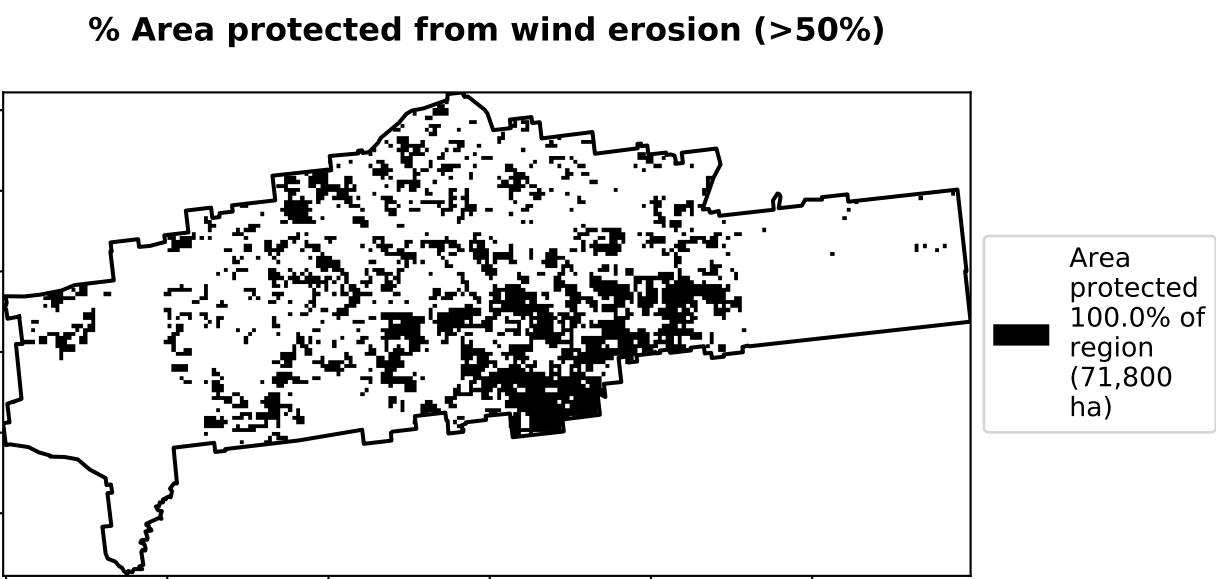 % Area protected from wind erosion (>50%)
Area
protected
100.0% of
region
(71,800
ha)